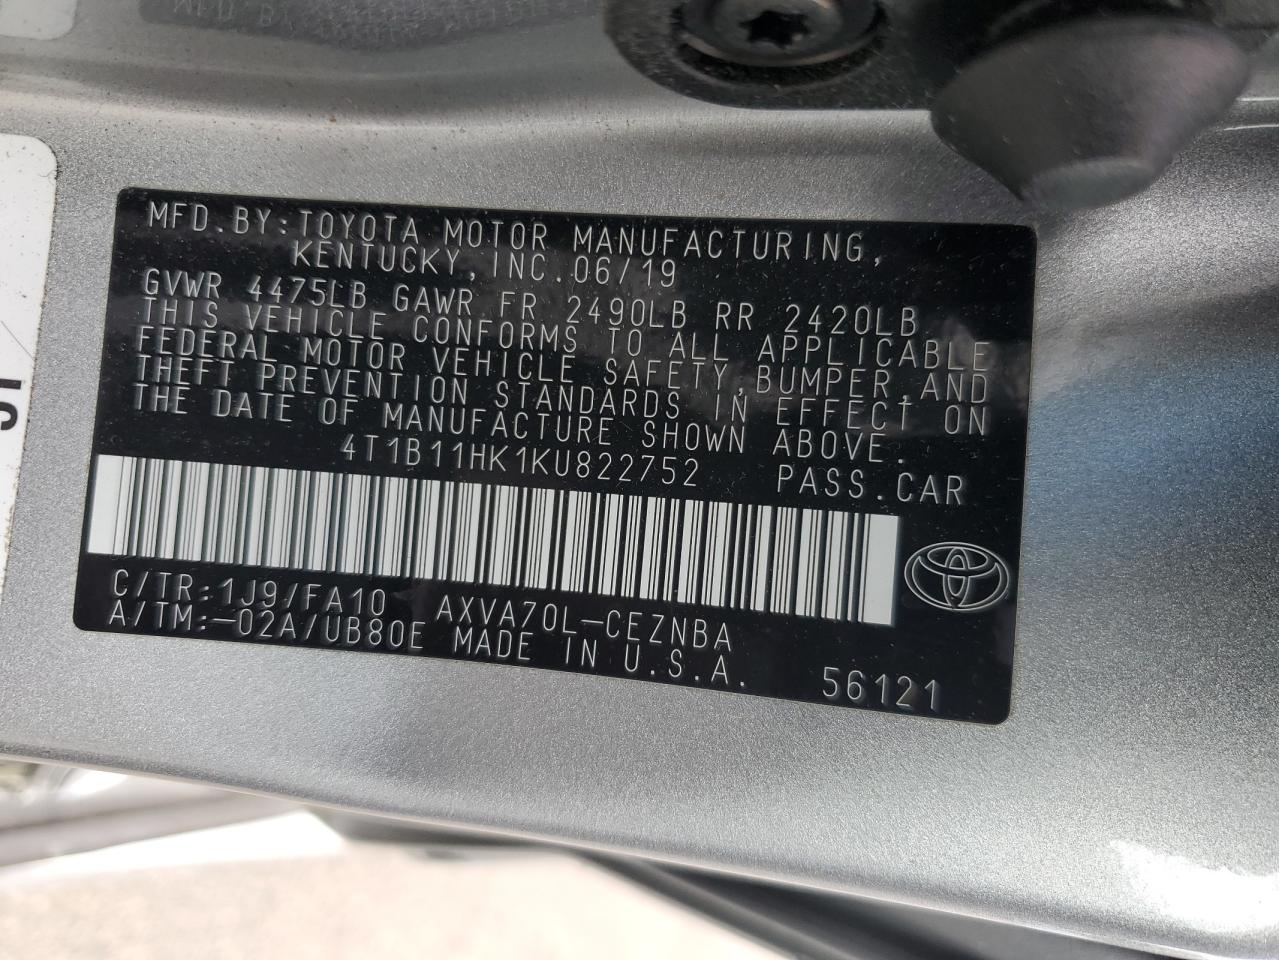 MFD.BY:TOYOTA MOTOR MANUFACTURING,
KENTUCKY,INC.06/19
GVWR 4475LB GAWR FR 2490LB RR 2420LB
THIS VEHICLE CONFORMS TO ALL APPLICABLE
FEDERAL MOTOR VEHICLE SAFETY,BUMPER,AND
THEFT PREVENTION STANDARDS IN EFFECT ON
THE DATE OF MANUFACTURE SHOWN ABOVE.
4T1B11HK1KU822752 PASS.CAR
C/TR:1J9/FA10 AXVA70L-CEZNBA
A/TM:-02A/UB80E MADE IN U.S.A. 56121